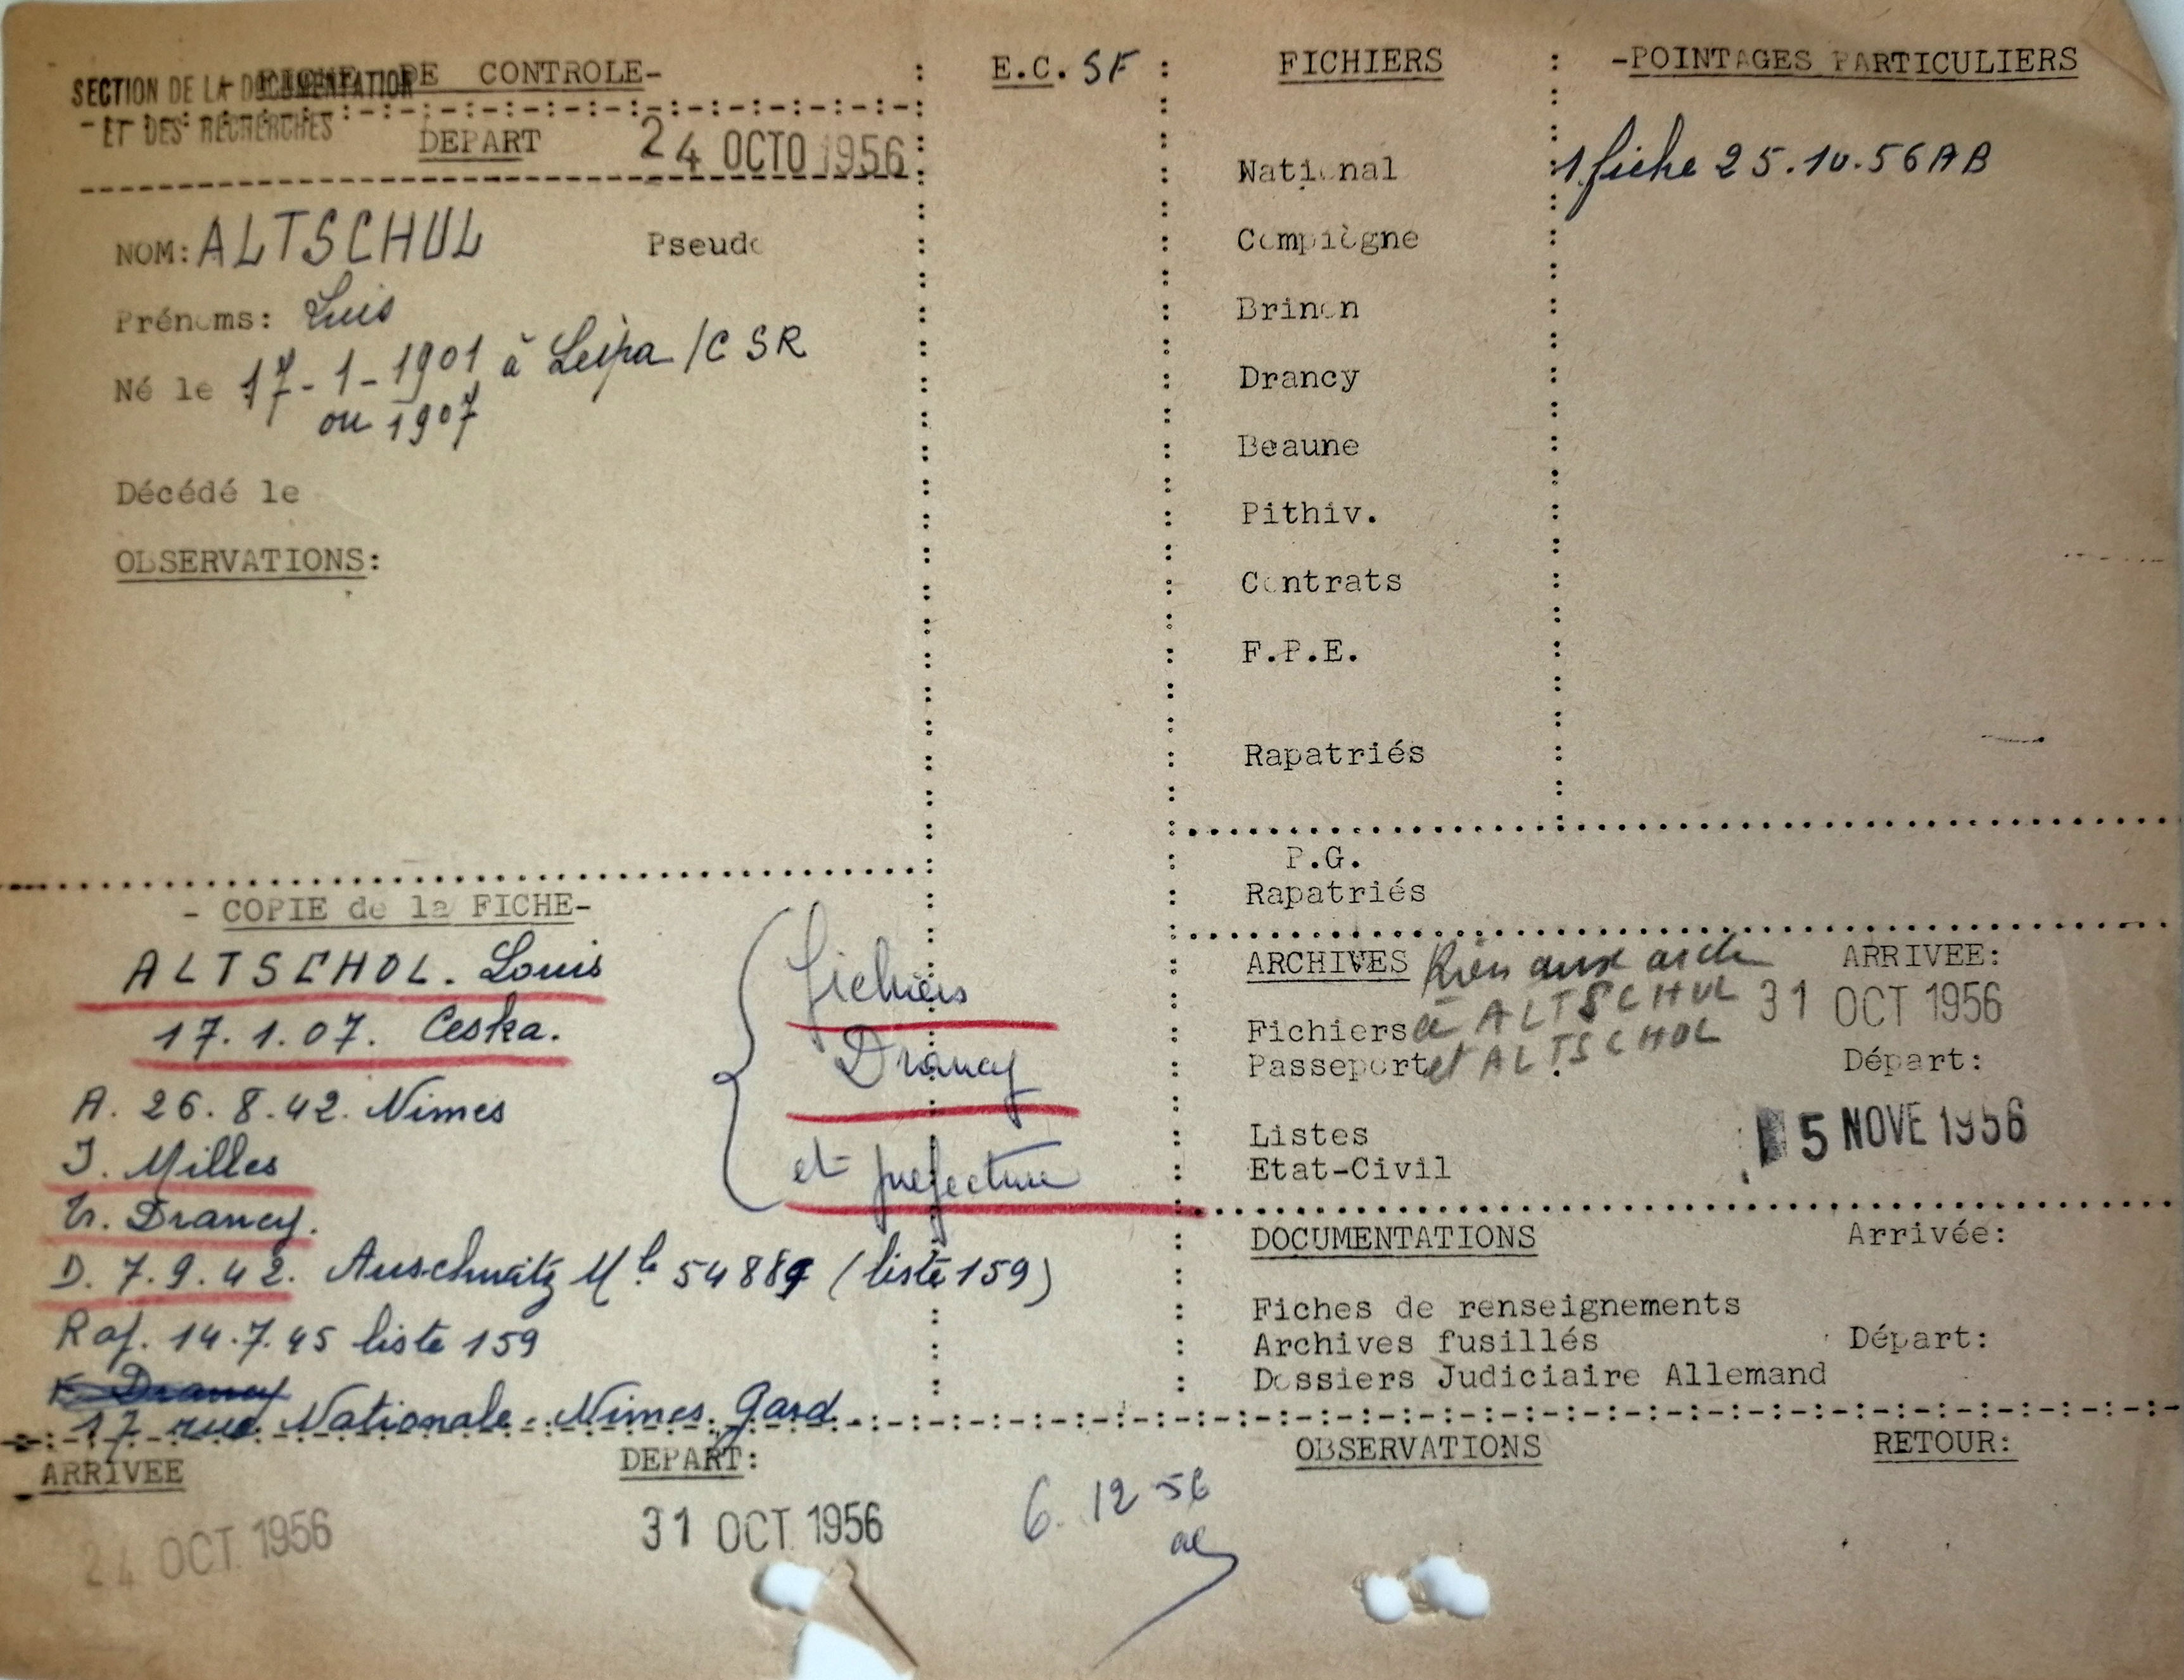 -FICHE DE CONTROLE-
SECTION DE LA DOCUMENTATION
ET DES RECHERCHES
DEPART 24 OCTO 1956
NOM: ALTSCHUL Pseudo
Prénoms: Luis
Né le 17-1-1901 à Leipa /CSR
ou 1907
Décédé le
OBSERVATIONS:
E.C. SF
FICHIERS
-POINTAGES PARTICULIERS
National 1 fiche 25.10.56 AB
Compiègne
Brinon
Drancy
Beaune
Pithiv.
Contrats
F.P.E.
Rapatriés
P.G.
Rapatriés
- COPIE de la FICHE-
ALTSCHOL. Louis
17.1.07. Ceska.
A. 26.8.42. Nimes
I. Milles
Tr. Drancy.
D. 7.9.42. Auschwitz Mle 54889 (liste 159)
Raf. 14.7.45 liste 159
Drancy
17 rue Nationale. Nimes. Gard.
fichiers
Drancy
et prefecture
ARCHIVES Rien aux arch
ARRIVEE:
à ALTSCHUL 31 OCT 1956
Fichiers
Passeport et ALTSCHOL
Départ:
5 NOVE 1956
Listes
Etat-Civil
DOCUMENTATIONS Arrivée:
Fiches de renseignements
Archives fusillés Départ:
Dossiers Judiciaire Allemand
ARRIVEE
24 OCT. 1956
DEPART:
31 OCT. 1956
6.12 56
OBSERVATIONS
RETOUR: